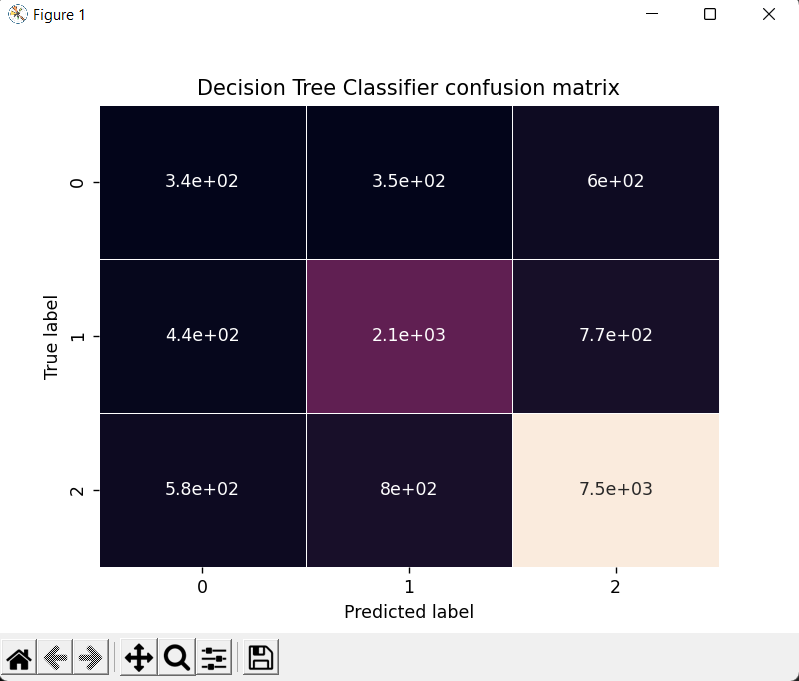 Figure 1
Decision Tree Classifier confusion matrix
0
3.4e+02 3.5e+02 6e+02
True label
1
4.4e+02 2.1e+03 7.7e+02
2
5.8e+02 8e+02 7.5e+03
0 1 2
Predicted label